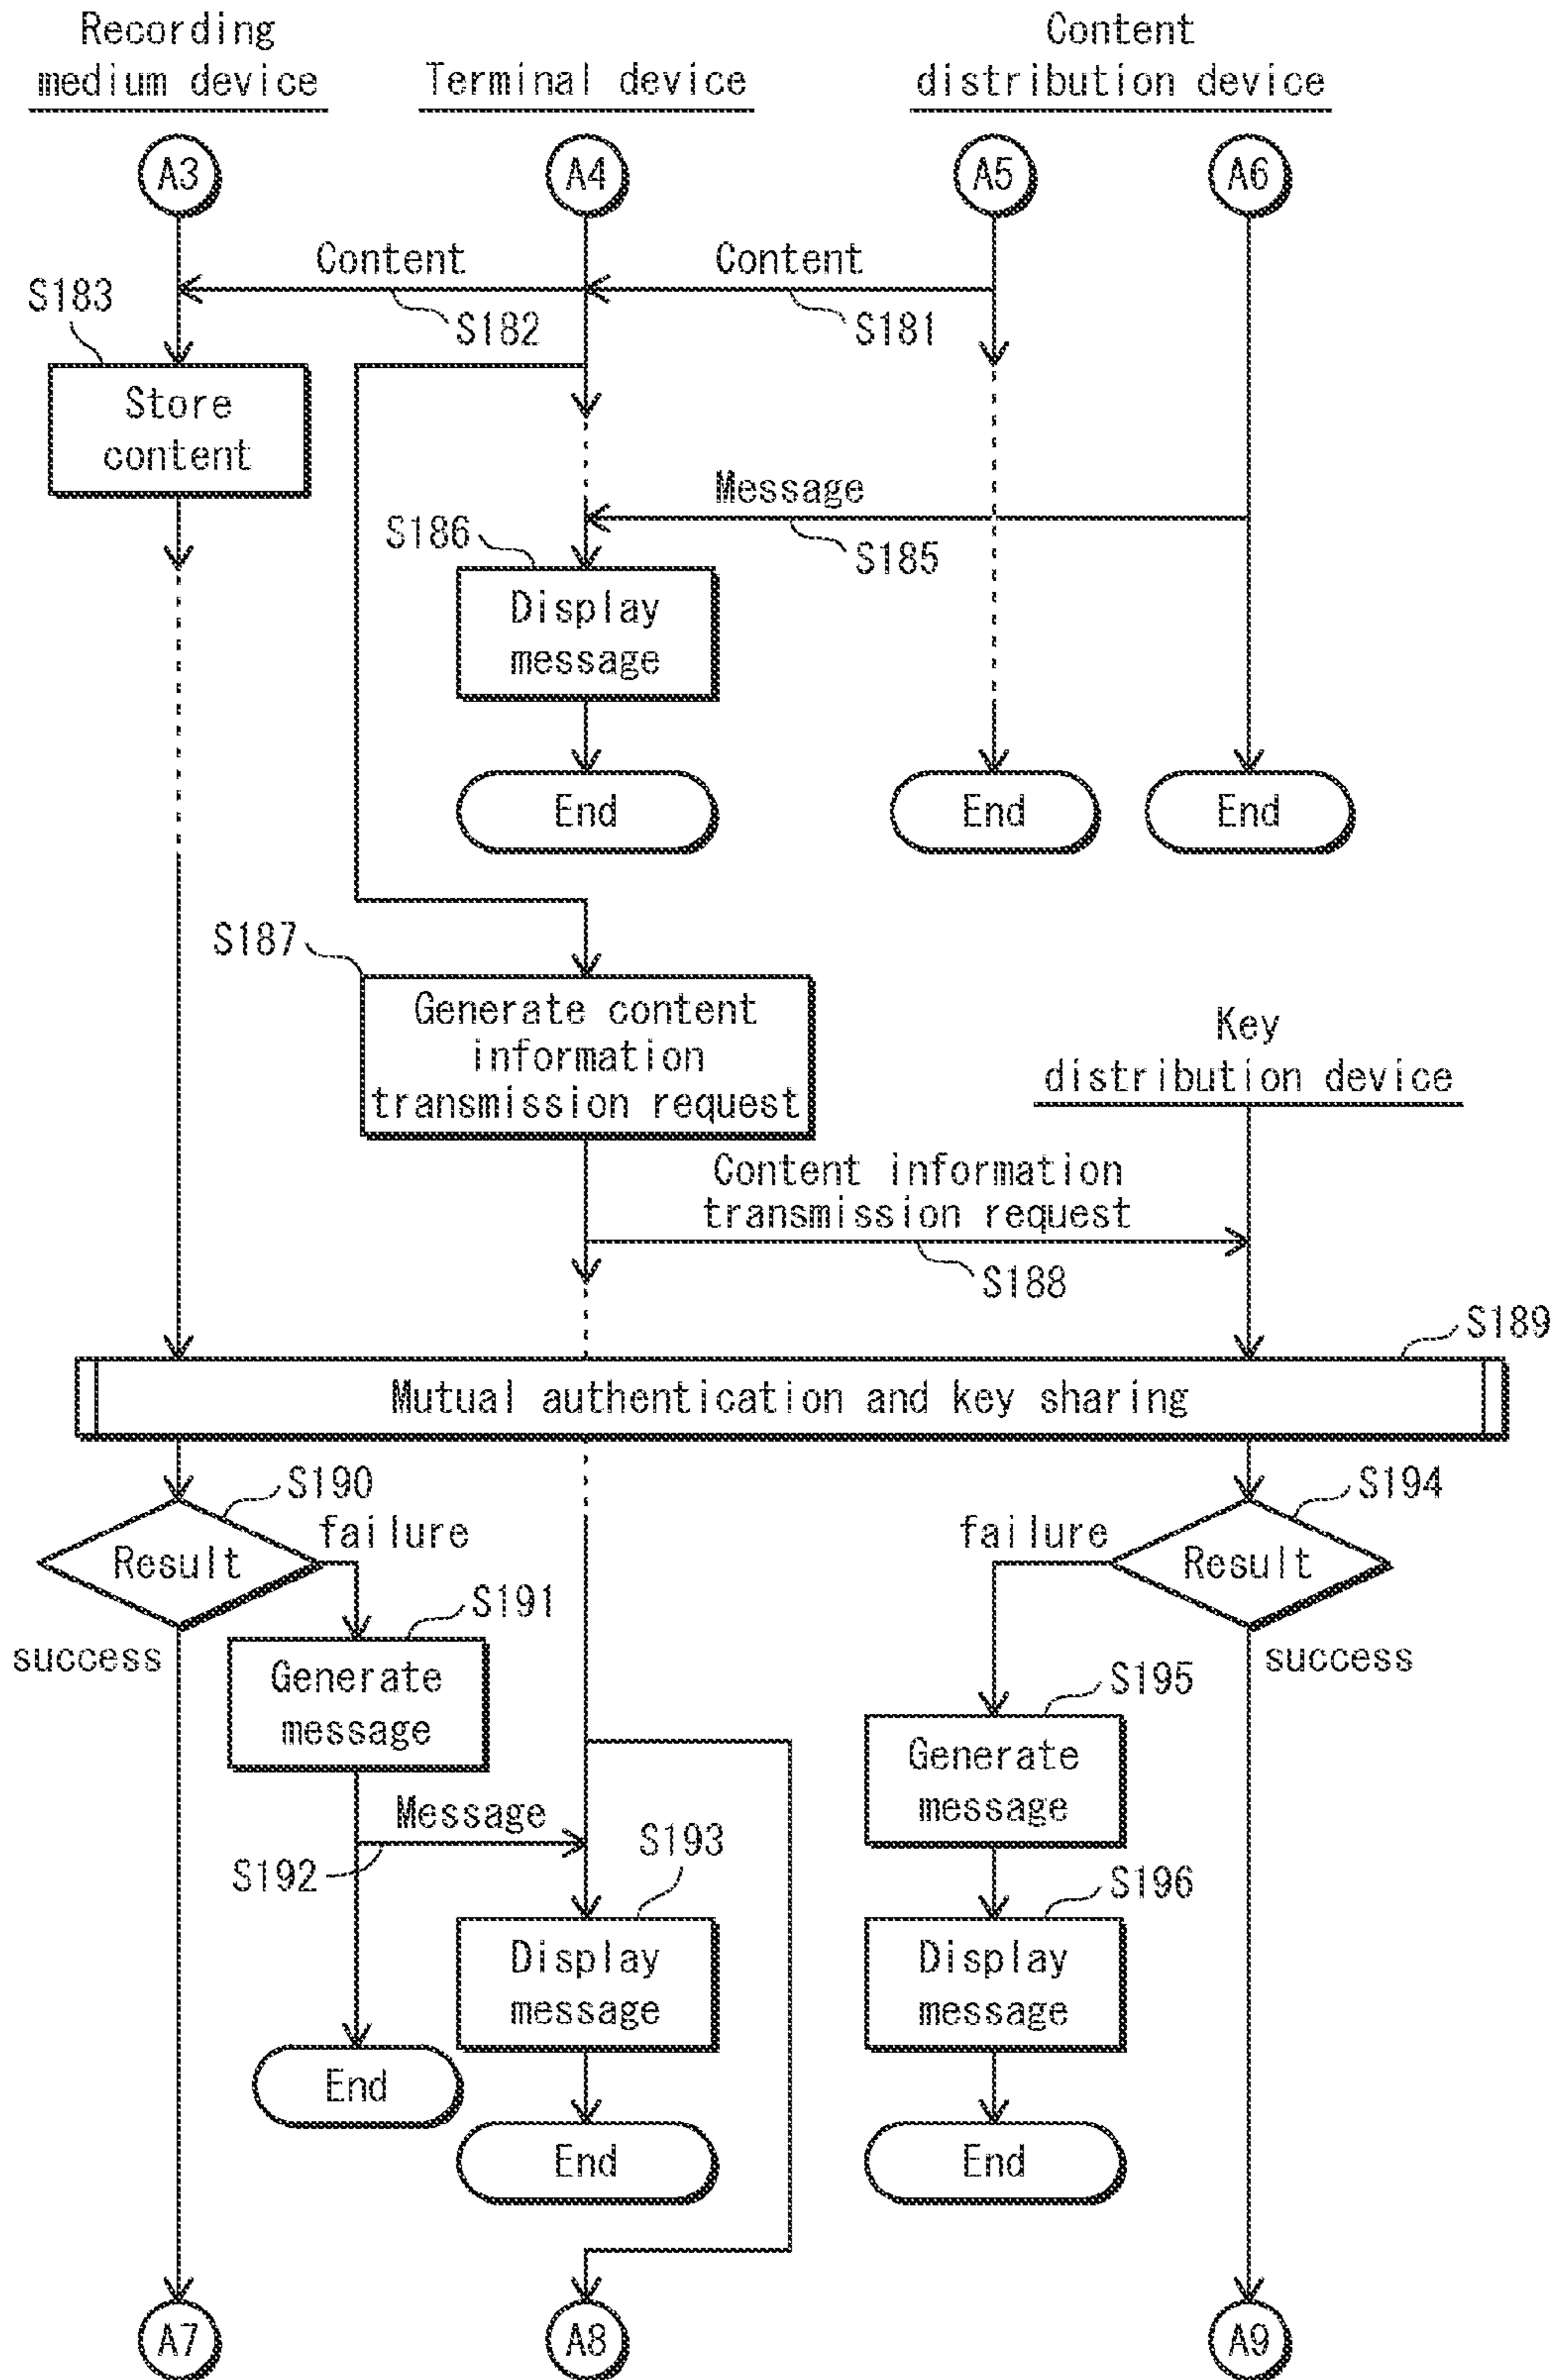 Recording
medium device
Terminal device
Content
distribution device
A3
A4
A5
A6
Content
Content
S183
S182
S181
Store
content
Message
S186
S185
Display
message
End
End
End
S187
Generate content
information
transmission request
Key
distribution device
Content information
transmission request
S188
S189
Mutual authentication and key sharing
S190
S194
failure
failure
Result
Result
S191
success
success
Generate
message
S195
Generate
message
Message
S192
S193
S196
Display
message
Display
message
End
End
End
A7
A8
A9